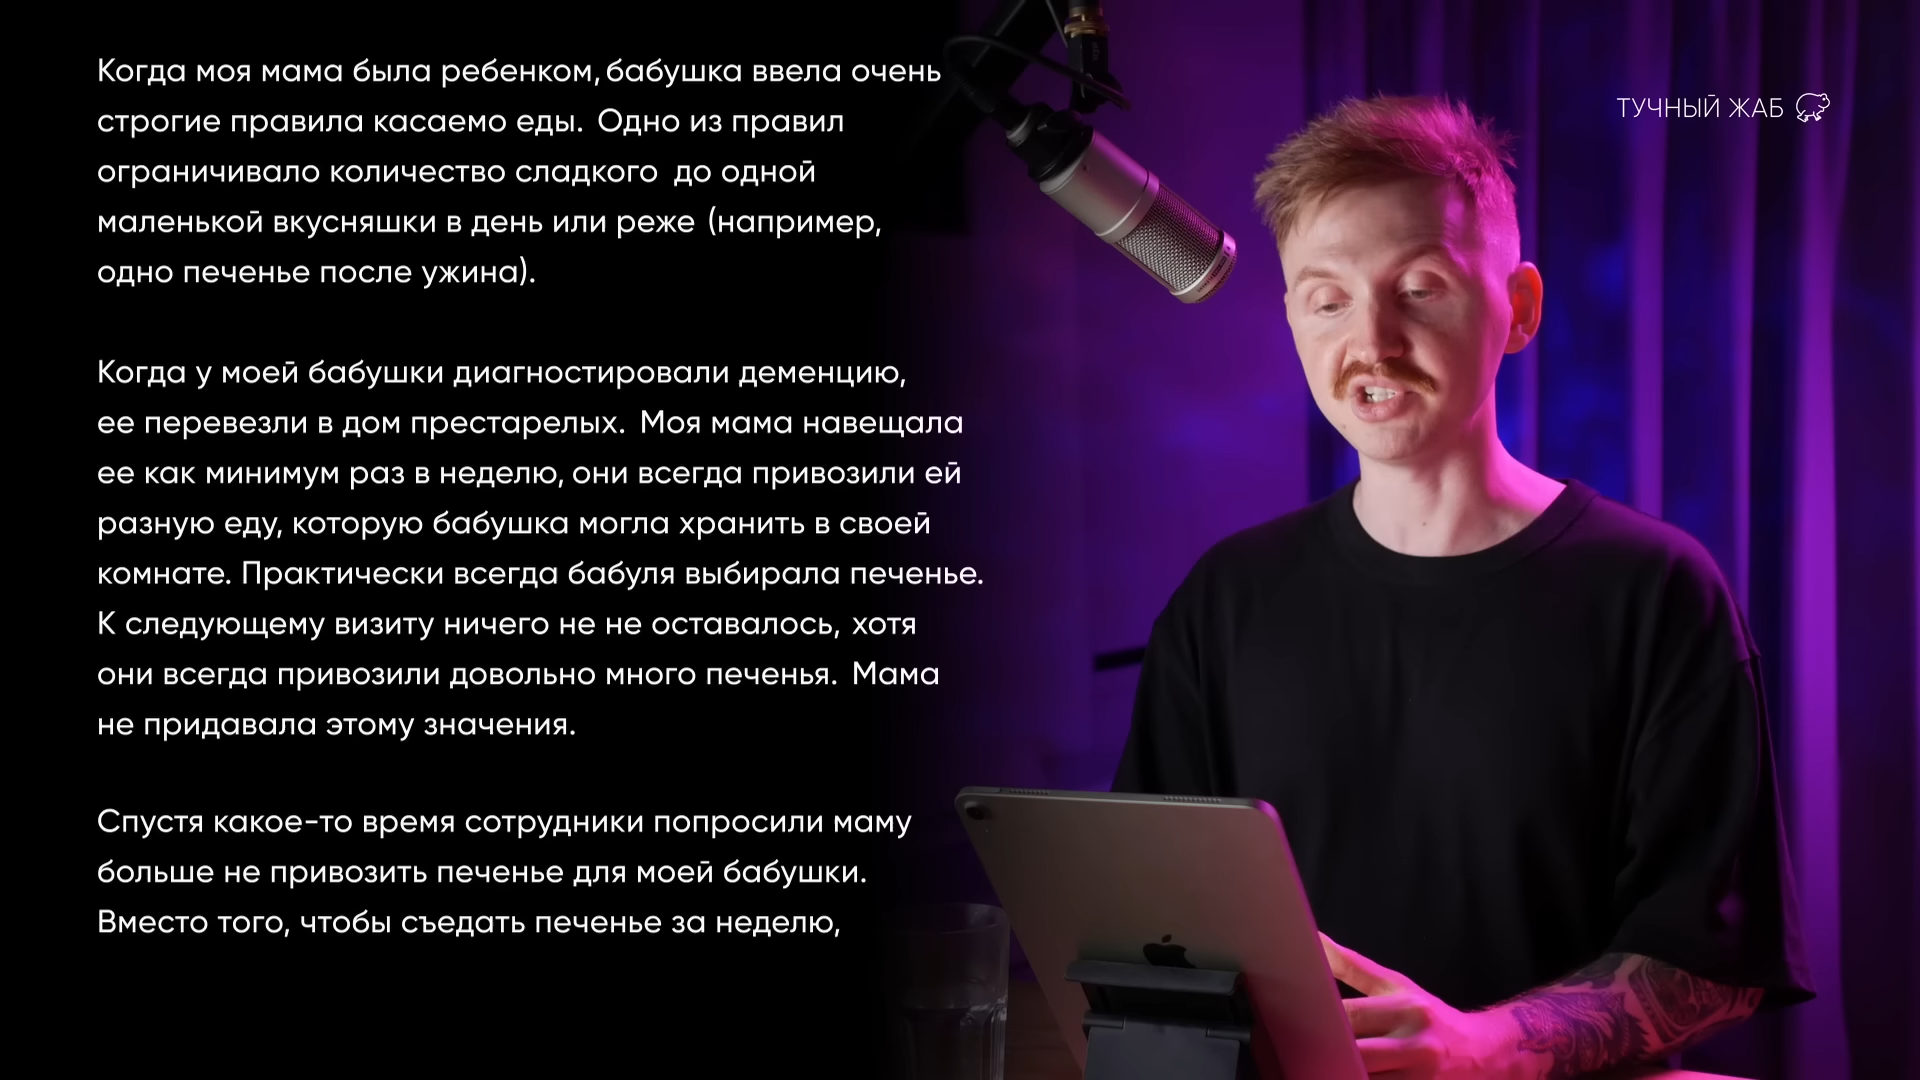 Когда моя мама была ребенком, бабушка ввела очень
строгие правила касаемо еды. Одно из правил
ограничивало количество сладкого до одной
маленькой вкусняшки в день или реже (например,
одно печенье после ужина).
Когда у моей бабушки диагностировали деменцию,
ее перевезли в дом престарелых. Моя мама навещала
ее как минимум раз в неделю, они всегда привозили ей
разную еду, которую бабушка могла хранить в своей
комнате. Практически всегда бабуля выбирала печенье.
К следующему визиту ничего не не оставалось, хотя
они всегда привозили довольно много печенья. Мама
не придавала этому значения.
Спустя какое-то время сотрудники попросили маму
больше не привозить печенье для моей бабушки.
Вместо того, чтобы съедать печенье за неделю,
ТУЧНЫЙ ЖАБ